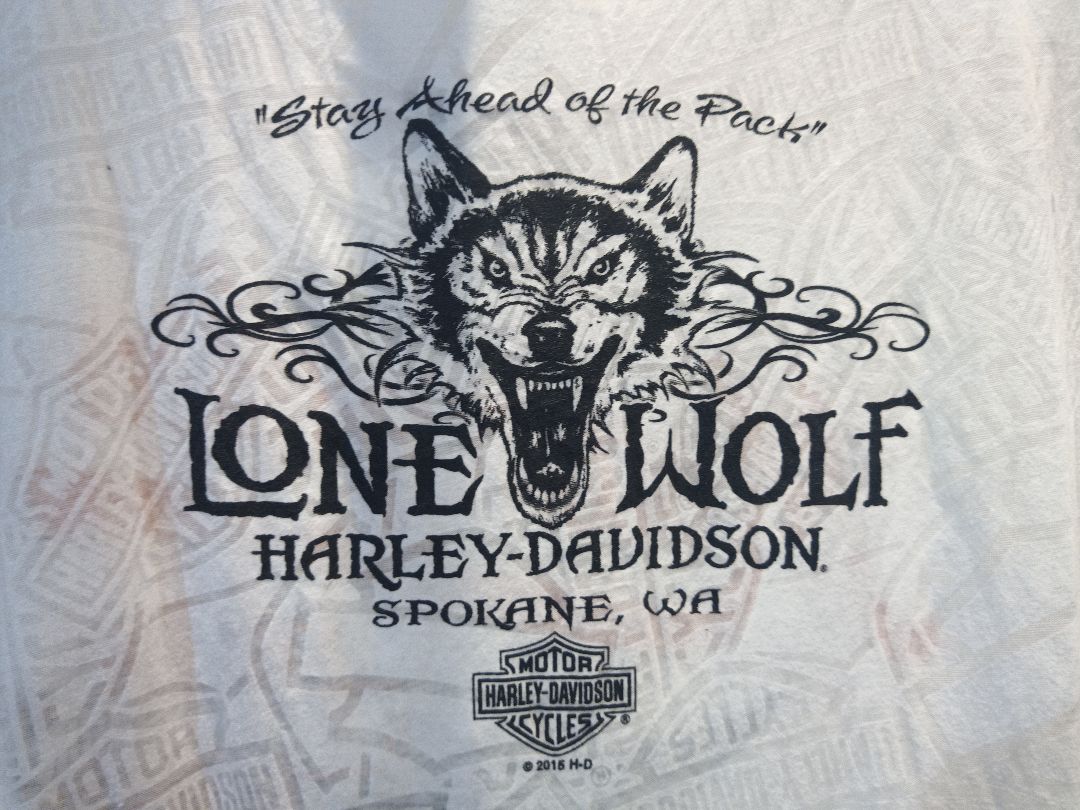 "Stay Ahead of the Pack"
LONE WOLF
HARLEY-DAVIDSON®
SPOKANE, WA
MOTOR
HARLEY-DAVIDSON
CYCLES ®
© 2015 H-D